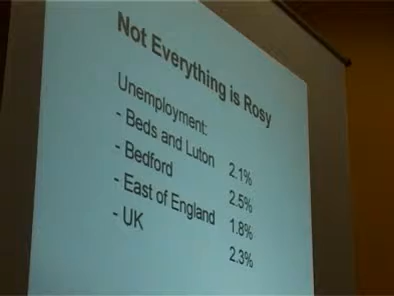 Not Everything is Rosy
Unemployment:
- Beds and Luton 2.1%
- Bedford 2.5%
- East of England 1.8%
- UK 2.3%